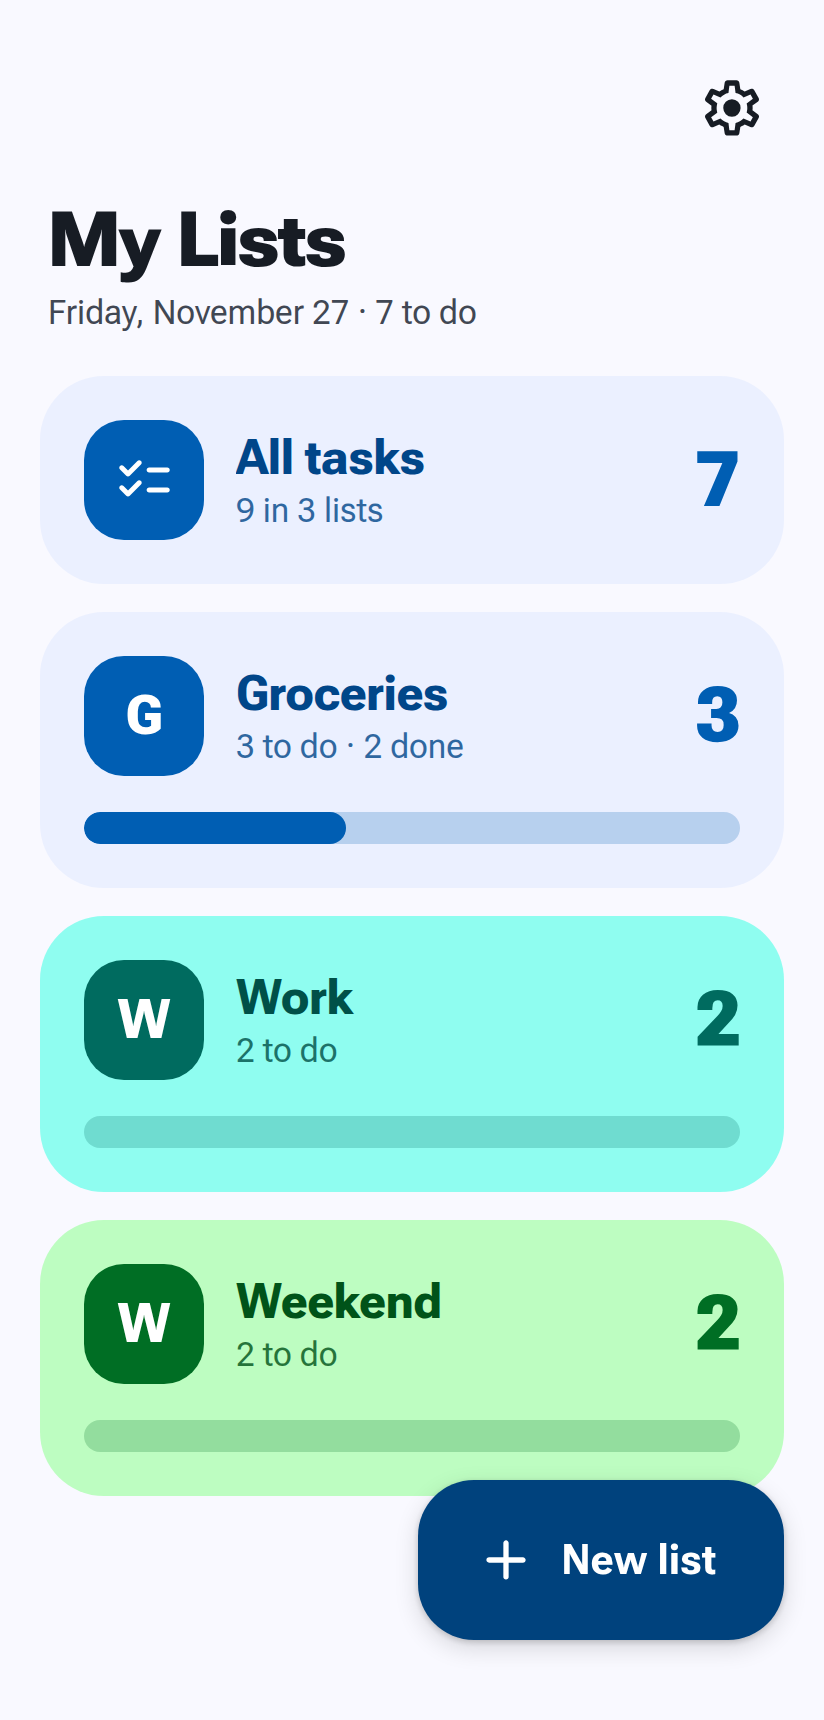 My Lists
Friday, November 27 · 7 to do
All tasks
9 in 3 lists
7
G
Groceries
3 to do · 2 done
3
W
Work
2 to do
2
W
Weekend
2 to do
2
New list